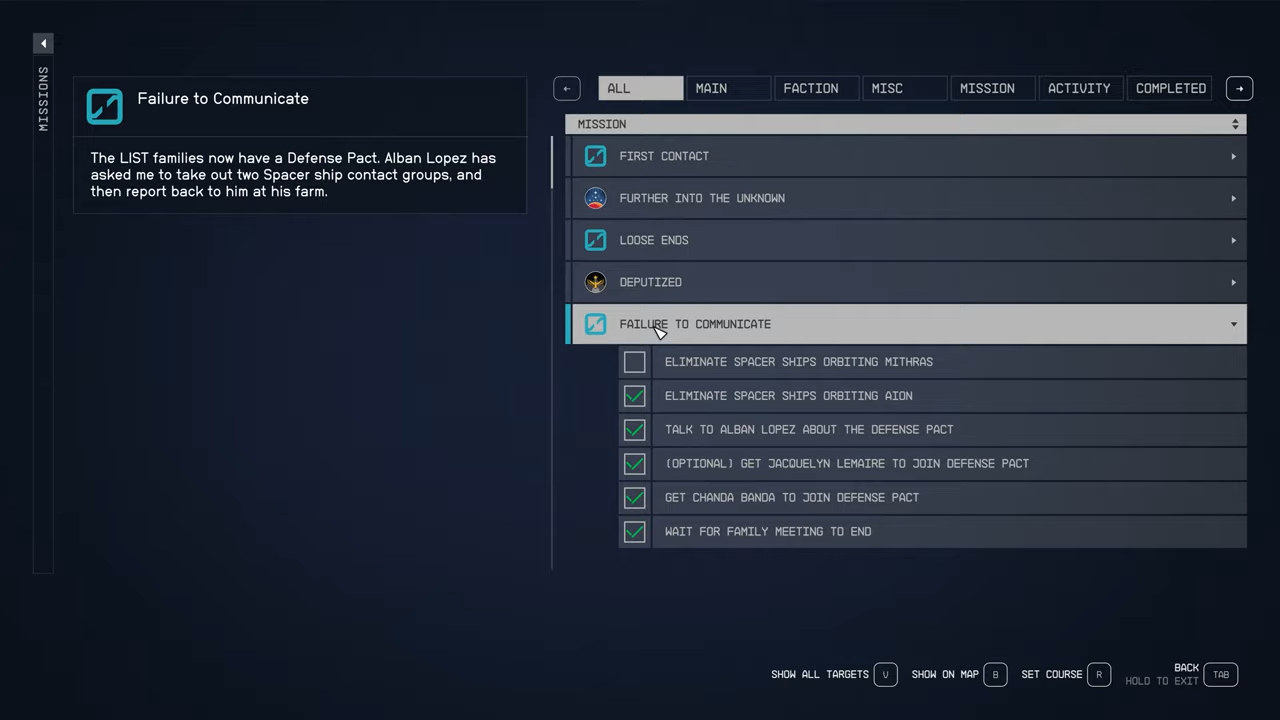 MISSIONS
Failure to Communicate
The LIST families now have a Defense Pact. Alban Lopez has
asked me to take out two Spacer ship contact groups, and
then report back to him at his farm.
ALL MAIN FACTION MISC MISSION ACTIVITY COMPLETED
MISSION
FIRST CONTACT
FURTHER INTO THE UNKNOWN
LOOSE ENDS
DEPUTIZED
FAILURE TO COMMUNICATE
ELIMINATE SPACER SHIPS ORBITING MITHRAS
ELIMINATE SPACER SHIPS ORBITING AION
TALK TO ALBAN LOPEZ ABOUT THE DEFENSE PACT
(OPTIONAL) GET JACQUELYN LEMAIRE TO JOIN DEFENSE PACT
GET CHANDA BANDA TO JOIN DEFENSE PACT
WAIT FOR FAMILY MEETING TO END
SHOW ALL TARGETS V SHOW ON MAP B SET COURSE R BACK TAB
HOLD TO EXIT